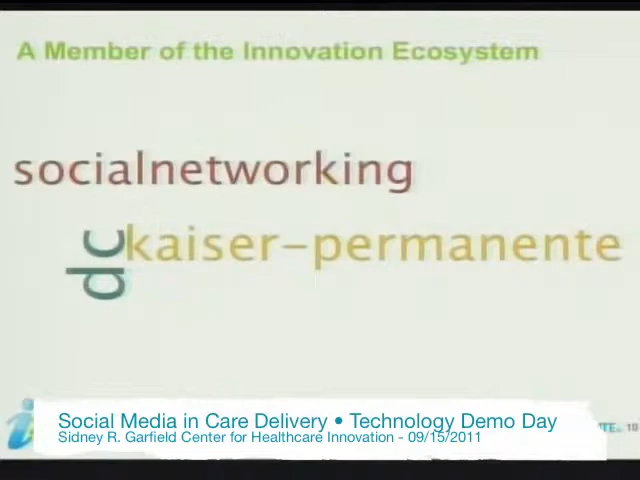 A Member of the Innovation Ecosystem
socialnetworking
dc
kaiser-permanente
Social Media in Care Delivery • Technology Demo Day
Sidney R. Garfield Center for Healthcare Innovation - 09/15/2011